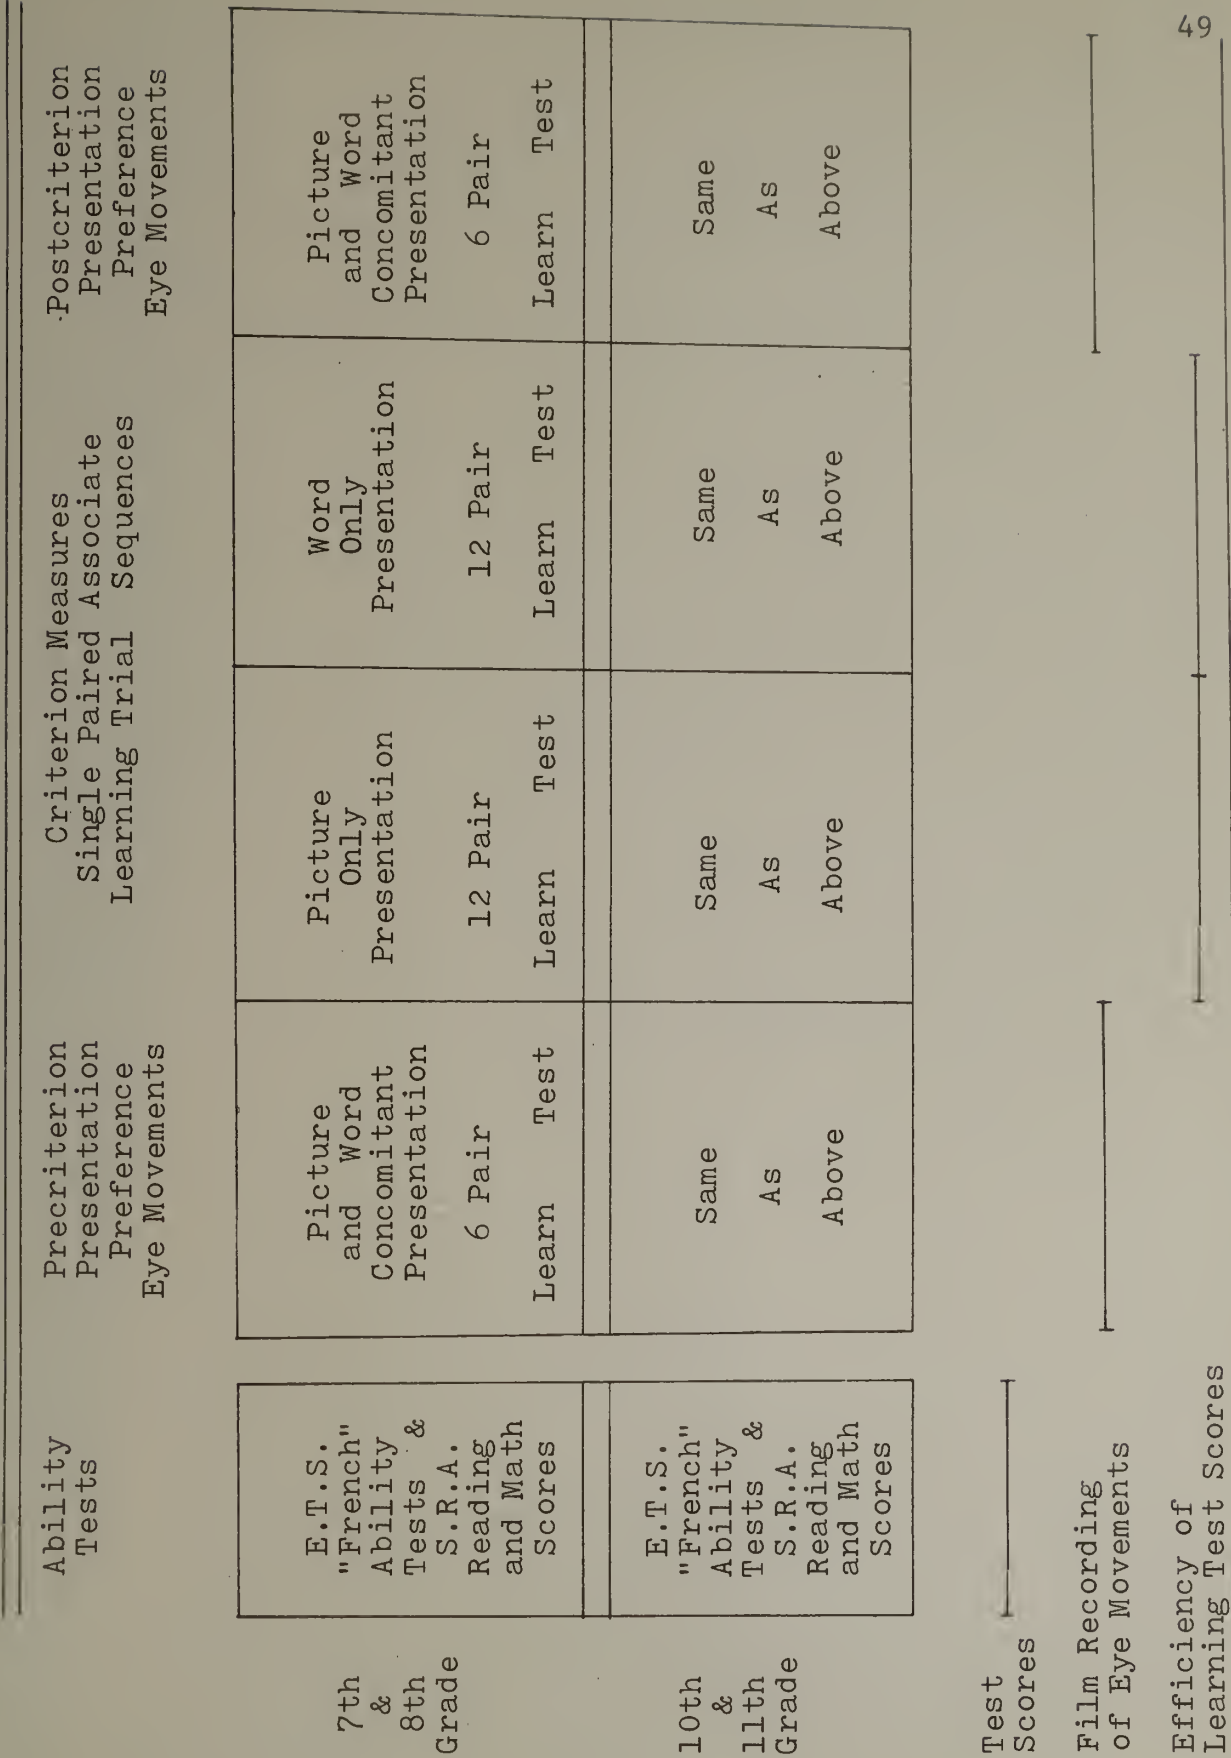 49
Ability
Tests
Precriterion
Presentation
Preference
Eye Movements
Criterion Measures
Single Paired Associate
Learning Trial Sequences
Postcriterion
Presentation
Preference
Eye Movements
7th
&
8th
Grade
E.T.S.
"French"
Ability
Tests &
S.R.A.
Reading
and Math
Scores
Picture
and Word
Concomitant
Presentation
6 Pair
Learn Test
Picture
Only
Presentation
12 Pair
Learn Test
Word
Only
Presentation
12 Pair
Learn Test
Picture
and Word
Concomitant
Presentation
6 Pair
Learn Test
10th
&
11th
Grade
E.T.S.
"French"
Ability
Tests &
S.R.A.
Reading
and Math
Scores
Same
As
Above
Same
As
Above
Same
As
Above
Same
As
Above
Test
Scores
Film Recording
of Eye Movements
Efficiency of
Learning Test Scores